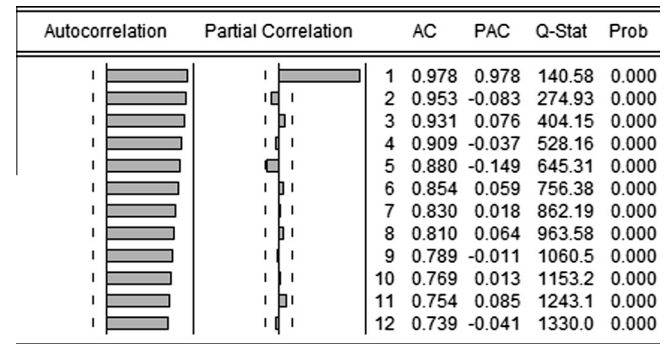 Autocorrelation Partial Correlation AC PAC Q-Stat Prob
1 0.978 0.978 140.58 0.000
2 0.953 -0.083 274.93 0.000
3 0.931 0.076 404.15 0.000
4 0.909 -0.037 528.16 0.000
5 0.880 -0.149 645.31 0.000
6 0.854 0.059 756.38 0.000
7 0.830 0.018 862.19 0.000
8 0.810 0.064 963.58 0.000
9 0.789 -0.011 1060.5 0.000
10 0.769 0.013 1153.2 0.000
11 0.754 0.085 1243.1 0.000
12 0.739 -0.041 1330.0 0.000